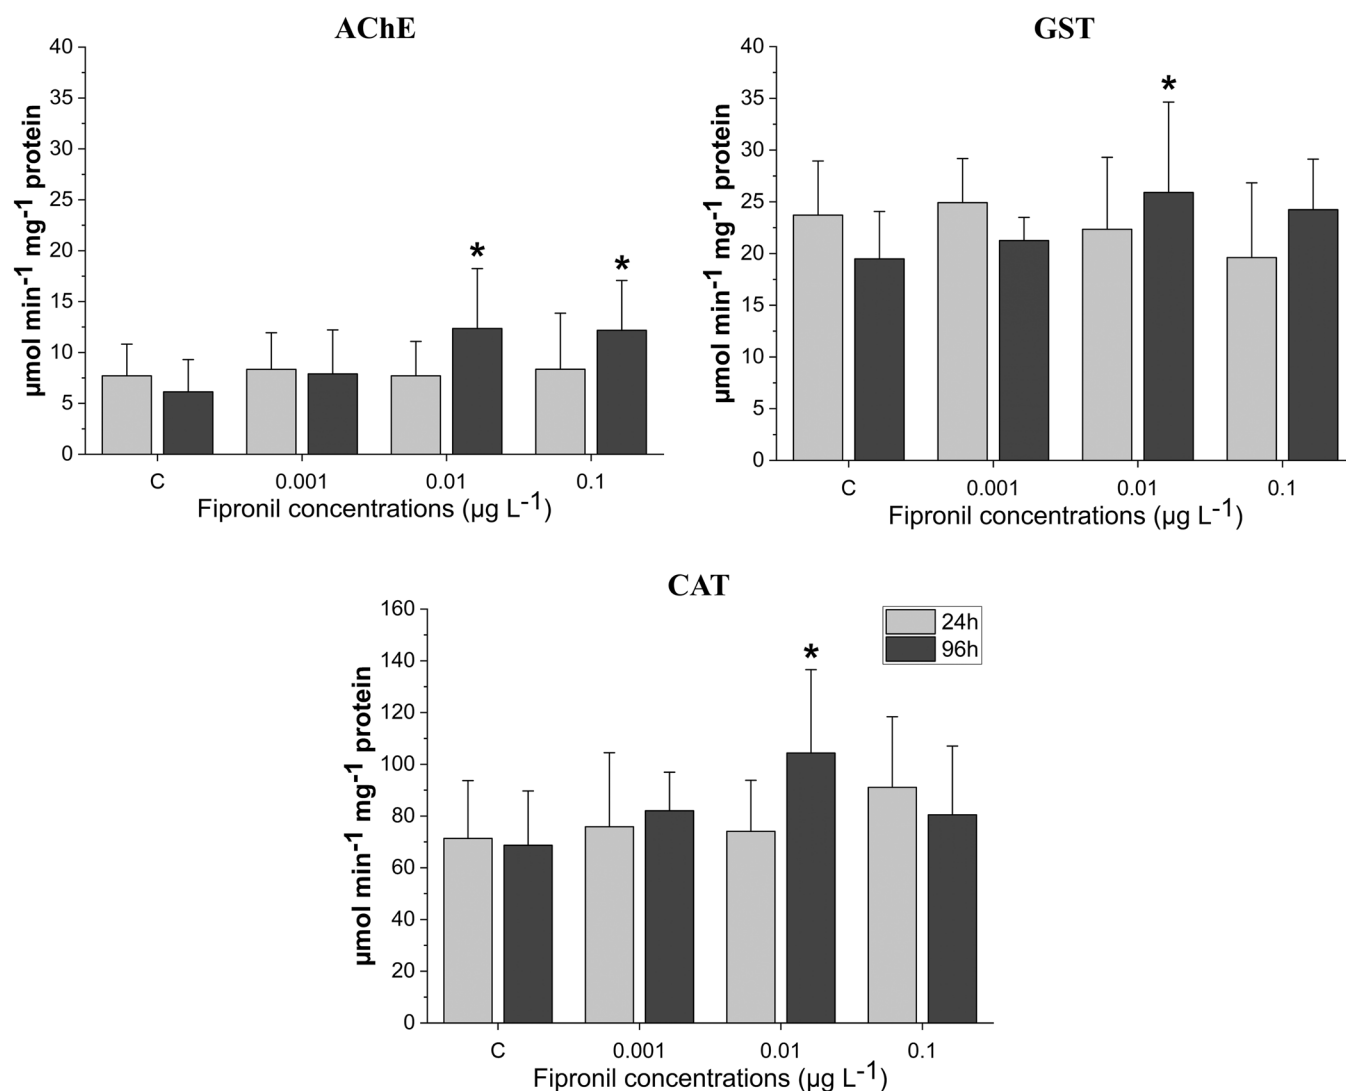 AChE
40
35
30
25
20
15
10
5
0
µmol min-1 mg-1 protein
*
*
C 0.001 0.01 0.1
Fipronil concentrations (µg L-1)
GST
40
35
30
25
20
15
10
5
0
µmol min-1 mg-1 protein
*
C 0.001 0.01 0.1
Fipronil concentrations (µg L-1)
CAT
160
140
120
100
80
60
40
20
0
µmol min-1 mg-1 protein
*
24h
96h
C 0.001 0.01 0.1
Fipronil concentrations (µg L-1)